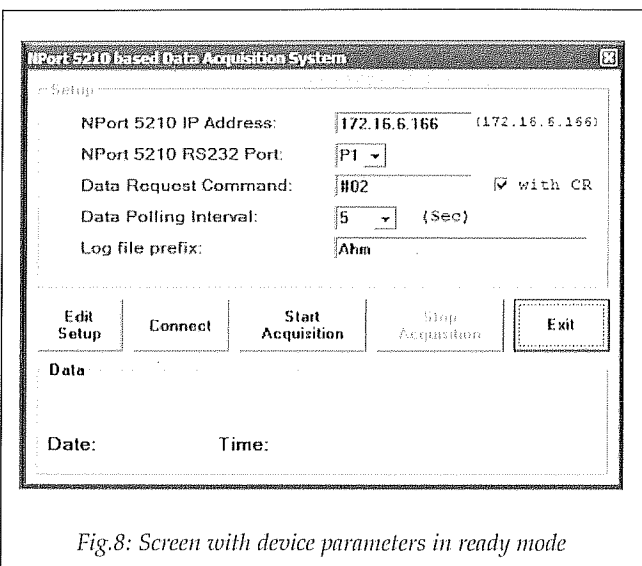 NPort 5210 based Data Acquisition System
Setup
NPort 5210 IP Address: 172.16.6.166 (172.16.6.166)
NPort 5210 RS232 Port: P1
Data Request Command: #02 with CR
Data Polling Interval: 5 (Sec)
Log file prefix: Ahm
Edit Setup Connect Start Acquisition Stop Acquisition Exit
Data
Date: Time:
Fig.8: Screen with device parameters in ready mode